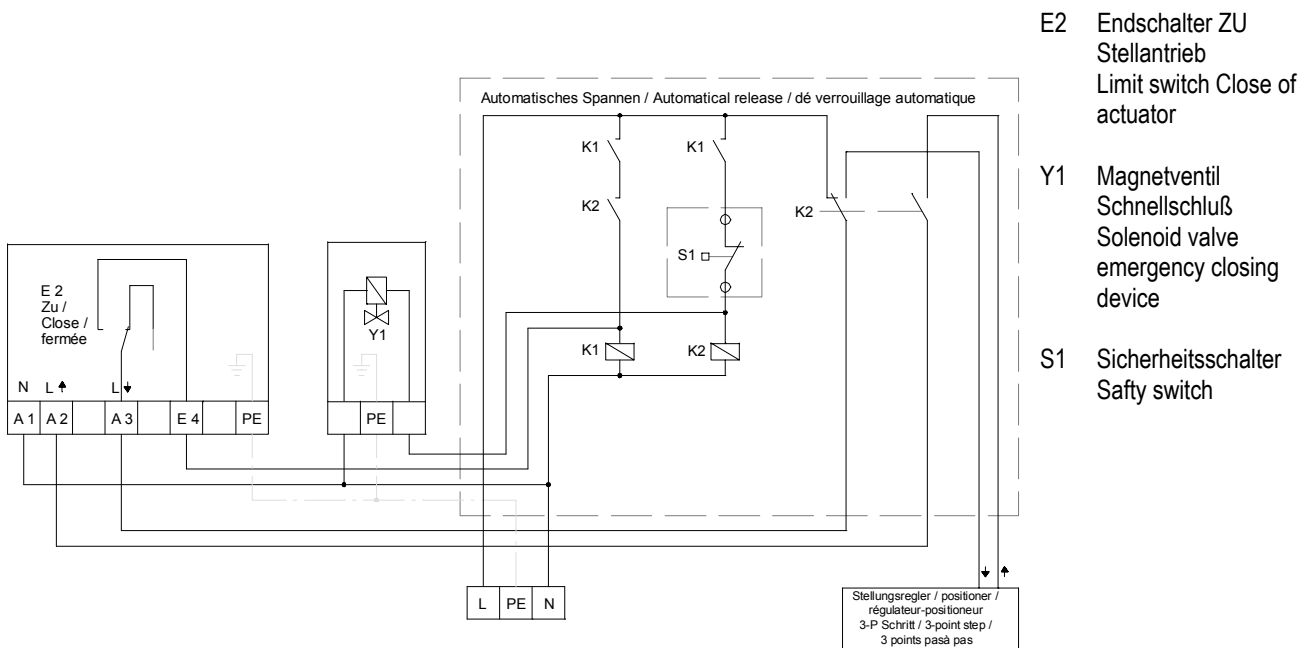 E2 Endschalter ZU
Stellantrieb
Limit switch Close of
actuator
Y1 Magnetventil
Schnellschluß
Solenoid valve
emergency closing
device
S1 Sicherheitsschalter
Safty switch
Automatisches Spannen / Automatical release / dé verrouillage automatique
K1
K1
K2
K2
S1
E 2
Zu /
Close /
fermée
Y1
K1
K2
N L L
A 1 A 2 A 3 E 4 PE
PE
L PE N
Stellungsregler / positioner /
régulateur-positioneur
3-P Schritt / 3-point step /
3 points pasà pas